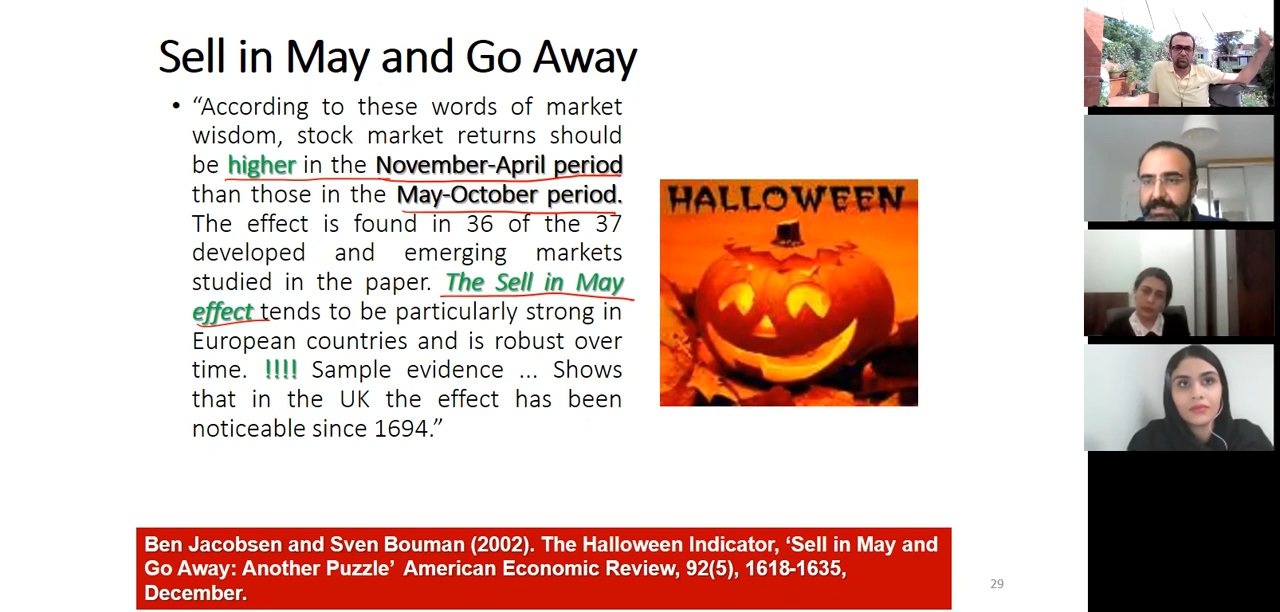 Sell in May and Go Away
• “According to these words of market
wisdom, stock market returns should
be higher in the November-April period
than those in the May-October period.
The effect is found in 36 of the 37
developed and emerging markets
studied in the paper. The Sell in May
effect tends to be particularly strong in
European countries and is robust over
time. !!!! Sample evidence ... Shows
that in the UK the effect has been
noticeable since 1694.”
HALLOWEEN
Ben Jacobsen and Sven Bouman (2002). The Halloween Indicator, ‘Sell in May and
Go Away: Another Puzzle’ American Economic Review, 92(5), 1618-1635,
December.
29